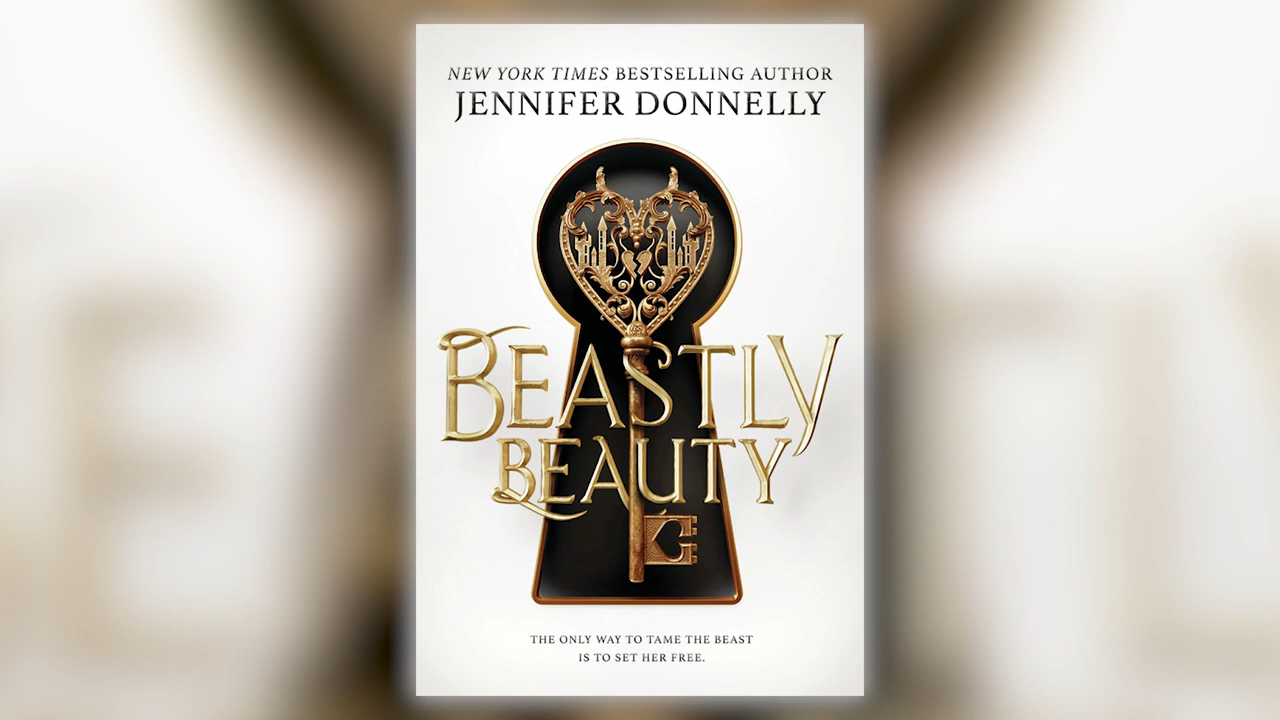 NEW YORK TIMES BESTSELLING AUTHOR
JENNIFER DONNELLY
BEASTLY
BEAUTY
THE ONLY WAY TO TAME THE BEAST
IS TO SET HER FREE.